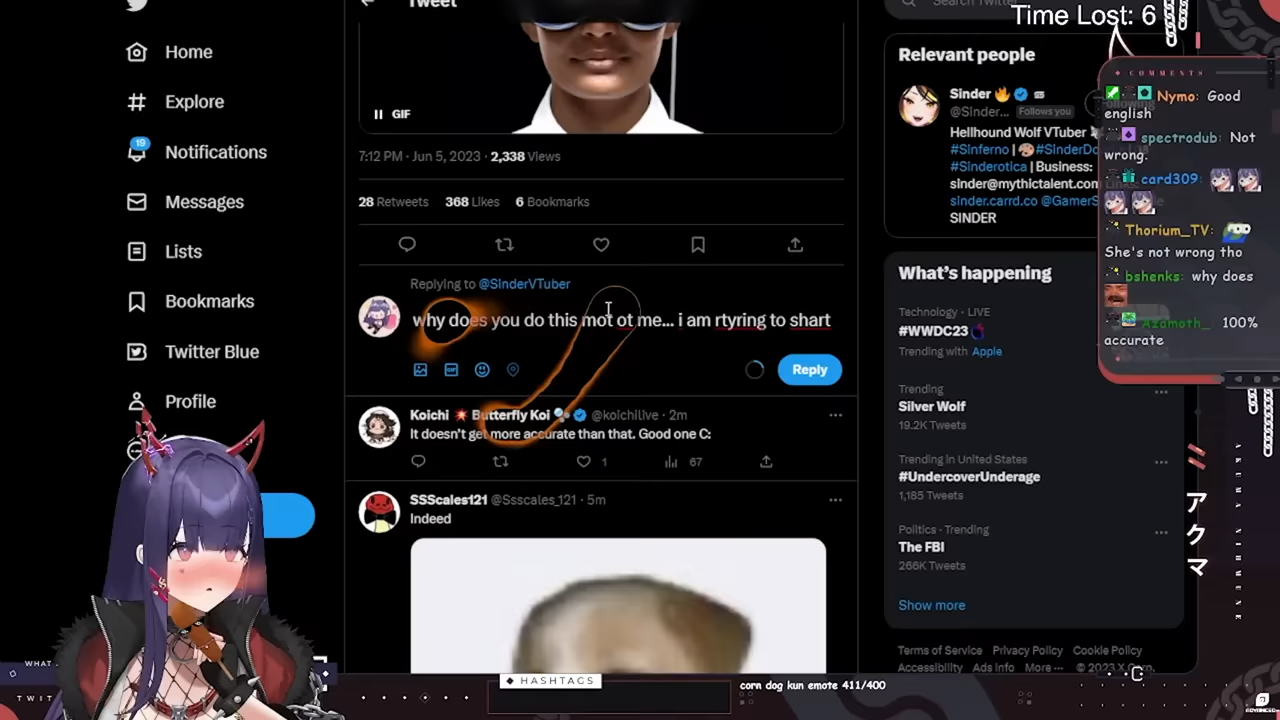 Tweet
Search Twitter
Time Lost: 6
Home
Explore
19
Notifications
Messages
Lists
Bookmarks
Twitter Blue
Profile
GIF
7:12 PM · Jun 5, 2023 · 2,338 Views
28 Retweets 368 Likes 6 Bookmarks
Replying to @SinderVTuber
why does you do this mot ot me... i am rtyring to shart
GIF
Reply
Koichi Butterfly Koi @koichilive · 2m
It doesn't get more accurate than that. Good one C:
1
67
SSScales121 @Ssscales_121 · 5m
Indeed
Relevant people
Sinder
@Sinder... Follows you
Following
Hellhound Wolf VTuber
#Sinferno | #SinderDo
#Sinderotica | Business:
sinder@mythictalent.com
sinder.carrd.co @GamerS
SINDER
What's happening
Technology · LIVE
#WWDC23
Trending with Apple
Trending
Silver Wolf
19.2K Tweets
Trending in United States
#UndercoverUnderage
1,185 Tweets
Politics · Trending
The FBI
266K Tweets
Show more
Terms of Service Privacy Policy Cookie Policy
Accessibility Ads info More ··· © 2023 X Corp.
COMMENTS
Nymo: Good
english
spectrodub: Not
wrong.
card309:
Thorium_TV:
She's not wrong tho
bshenks: why does
Azamoth_ 100%
accurate
アクマ
WHAT
TWIT
HASHTAGS
corn dog kun emote 411/400